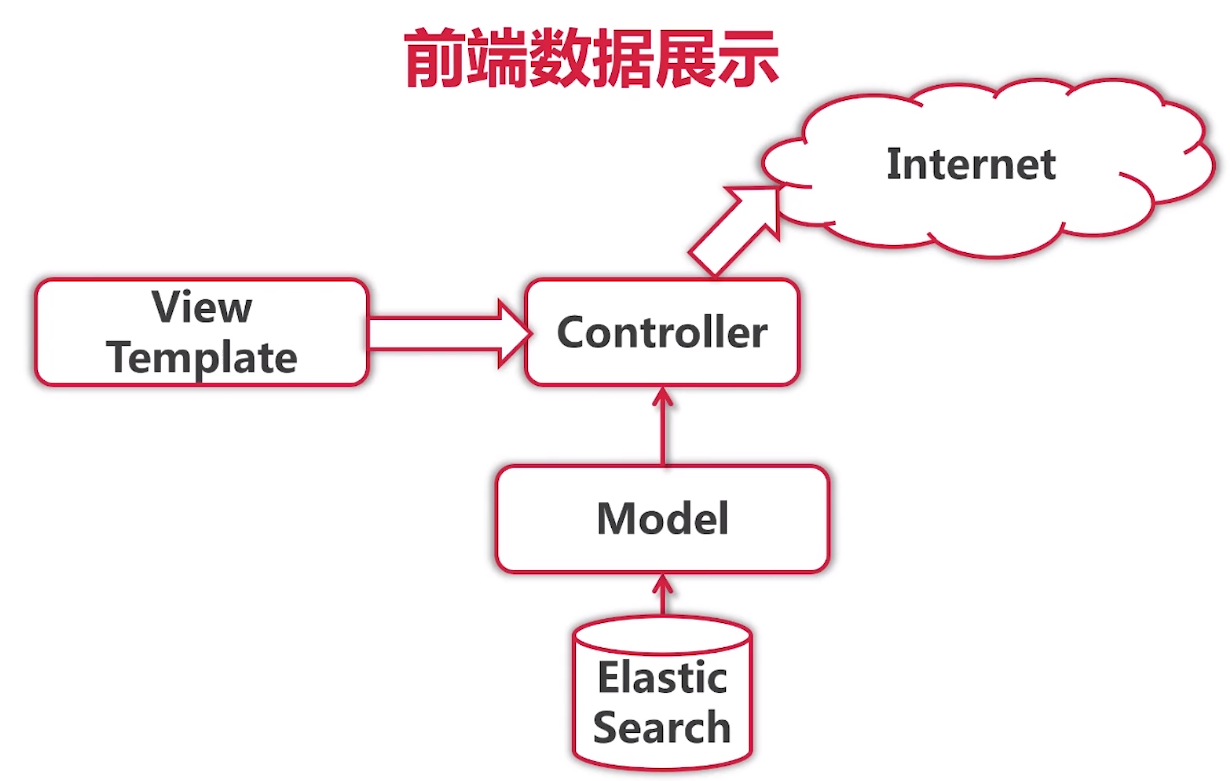 前端数据展示
Internet
View
Template
Controller
Model
Elastic
Search